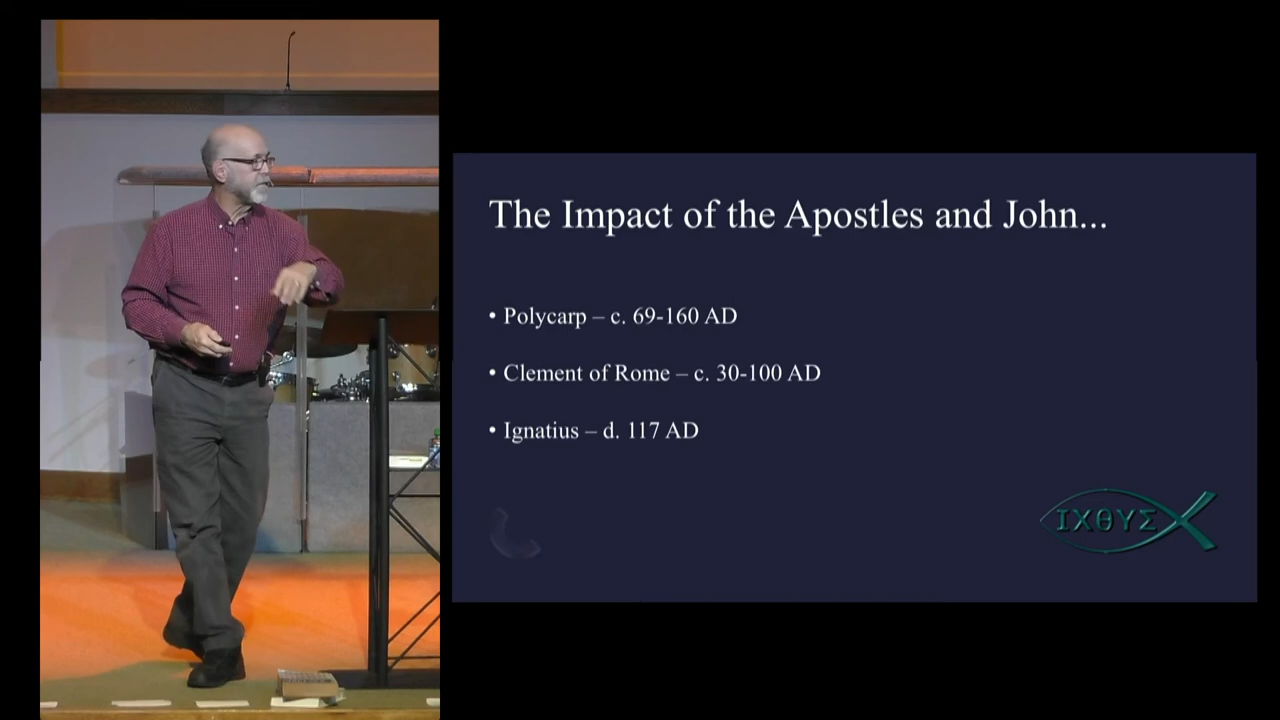 The Impact of the Apostles and John...
• Polycarp – c. 69-160 AD
• Clement of Rome – c. 30-100 AD
• Ignatius – d. 117 AD
ΙΧΘΥΣ